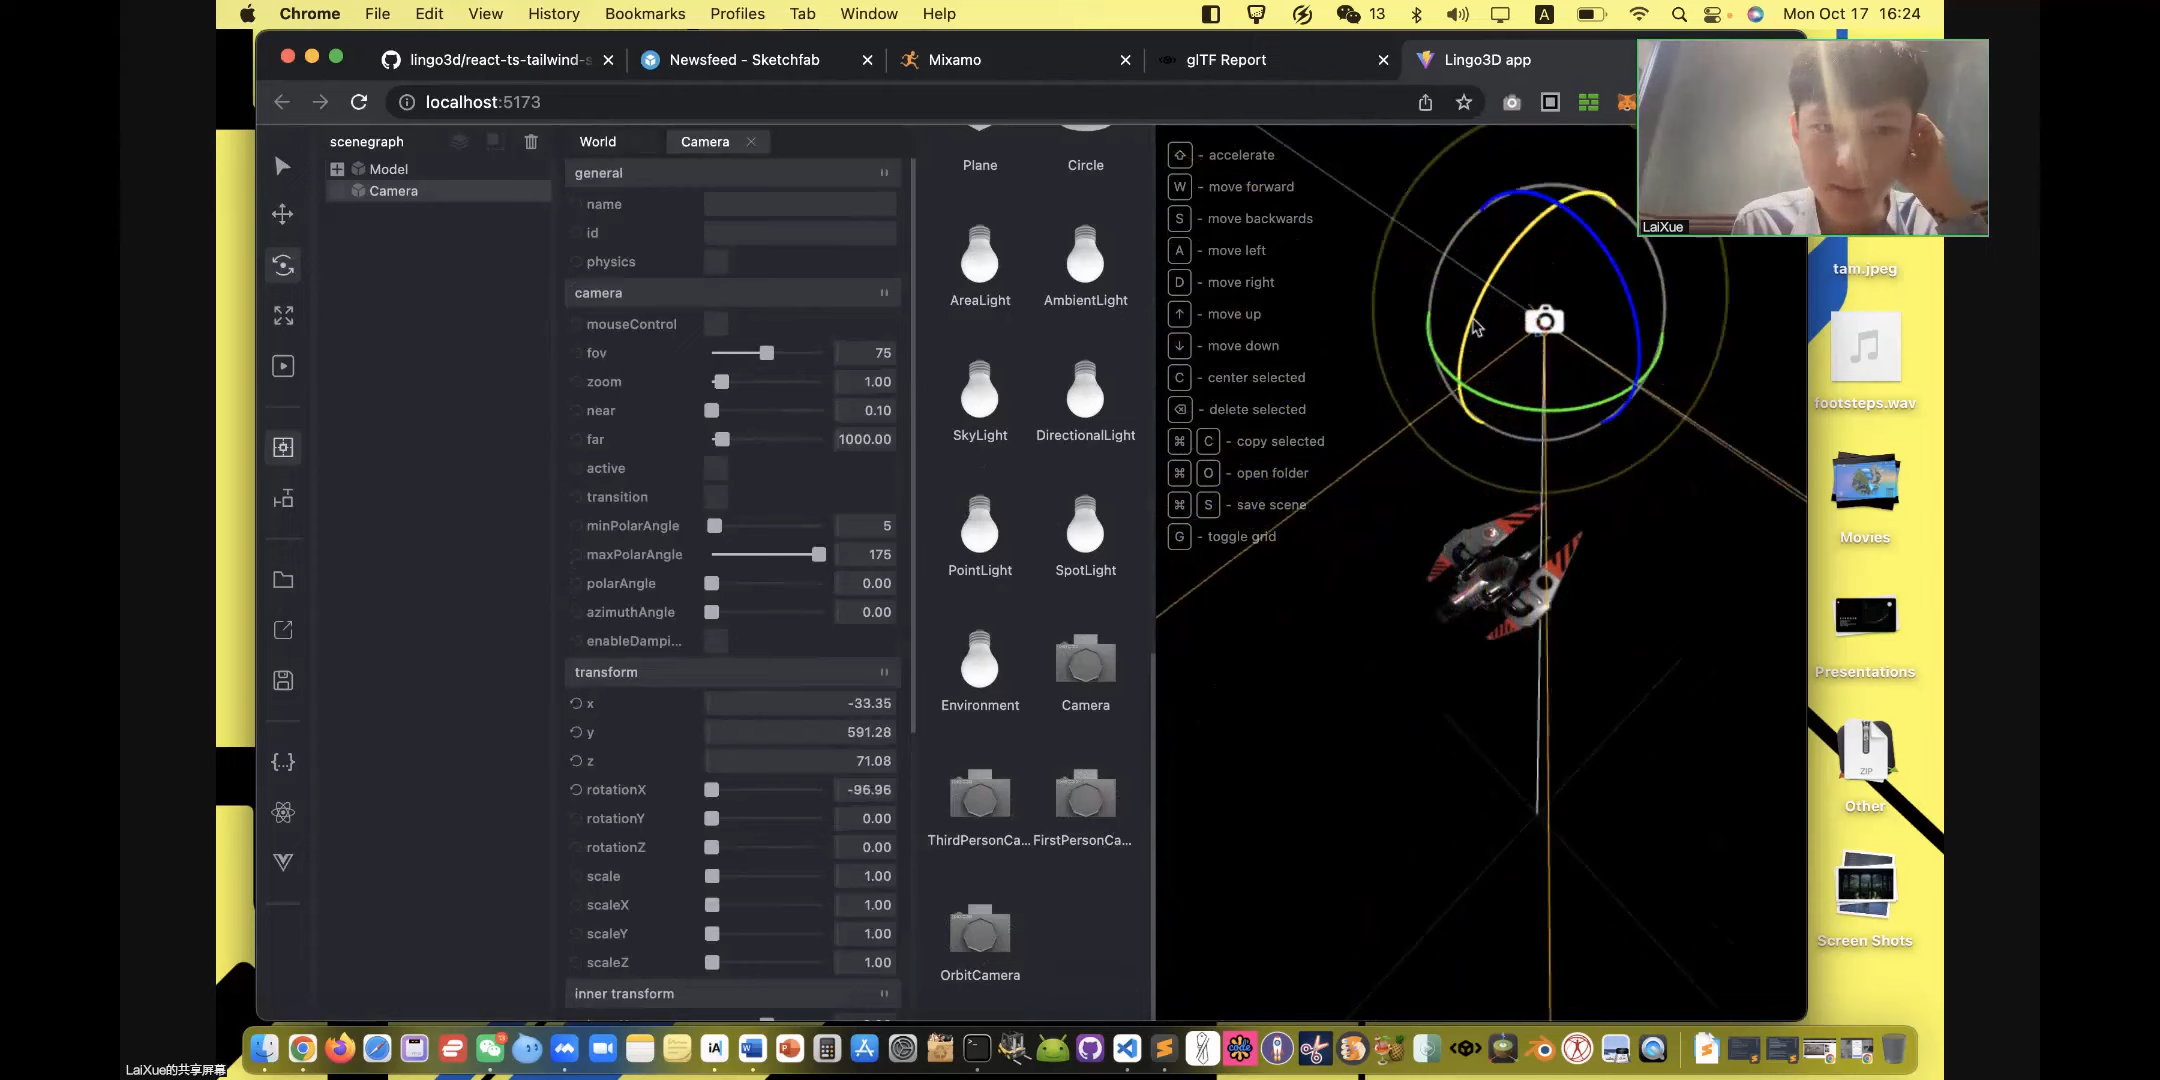 Chrome File Edit View History Bookmarks Profiles Tab Window Help
13 A Mon Oct 17 16:24
lingo3d/react-ts-tailwind-s
Newsfeed - Sketchfab
Mixamo
glTF Report
Lingo3D app
localhost:5173
scenegraph
Model
Camera
World Camera
general
name
id
physics
camera
mouseControl
fov 75
zoom 1.00
near 0.10
far 1000.00
active
transition
minPolarAngle 5
maxPolarAngle 175
polarAngle 0.00
azimuthAngle 0.00
enableDampi...
transform
x -33.35
y 591.28
z 71.08
rotationX -96.96
rotationY 0.00
rotationZ 0.00
scale 1.00
scaleX 1.00
scaleY 1.00
scaleZ 1.00
inner transform
Plane Circle
AreaLight AmbientLight
SkyLight DirectionalLight
PointLight SpotLight
Environment Camera
ThirdPersonCa... FirstPersonCa...
OrbitCamera
- accelerate
W - move forward
S - move backwards
A - move left
D - move right
↑ - move up
↓ - move down
C - center selected
- delete selected
⌘ C - copy selected
⌘ O - open folder
⌘ S - save scene
G - toggle grid
LaiXue
tam.jpeg
footsteps.wav
Movies
Presentations
ZIP
Other
Screen Shots
LaiXue的共享屏幕